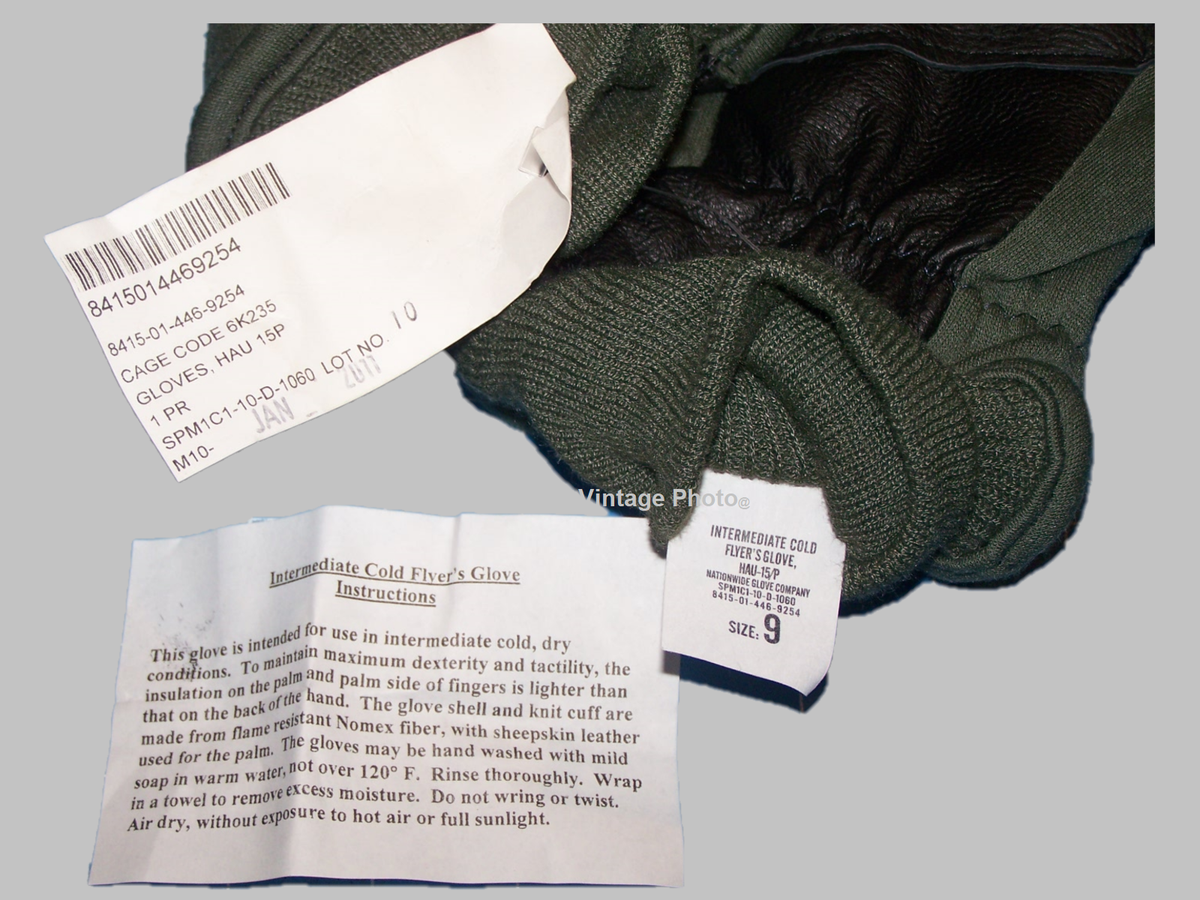 8415014469254
8415-01-446-9254
CAGE CODE 6K235
GLOVES, HAU 15P
1 PR
SPM1C1-10-D-1060 LOT NO. 10
M10- JAN - 2011
Vintage Photo@
INTERMEDIATE COLD
FLYER'S GLOVE,
HAU-15/P
NATIONWIDE GLOVE COMPANY
SPM1C1-10-D-1060
8415-01-446-9254
SIZE: 9
Intermediate Cold Flyer's Glove
Instructions
This glove is intended for use in intermediate cold, dry
conditions. To maintain maximum dexterity and tactility, the
insulation on the palm and palm side of fingers is lighter than
that on the back of the hand. The glove shell and knit cuff are
made from flame resistant Nomex fiber, with sheepskin leather
used for the palm. The gloves may be hand washed with mild
soap in warm water, not over 120° F. Rinse thoroughly. Wrap
in a towel to remove excess moisture. Do not wring or twist.
Air dry, without exposure to hot air or full sunlight.